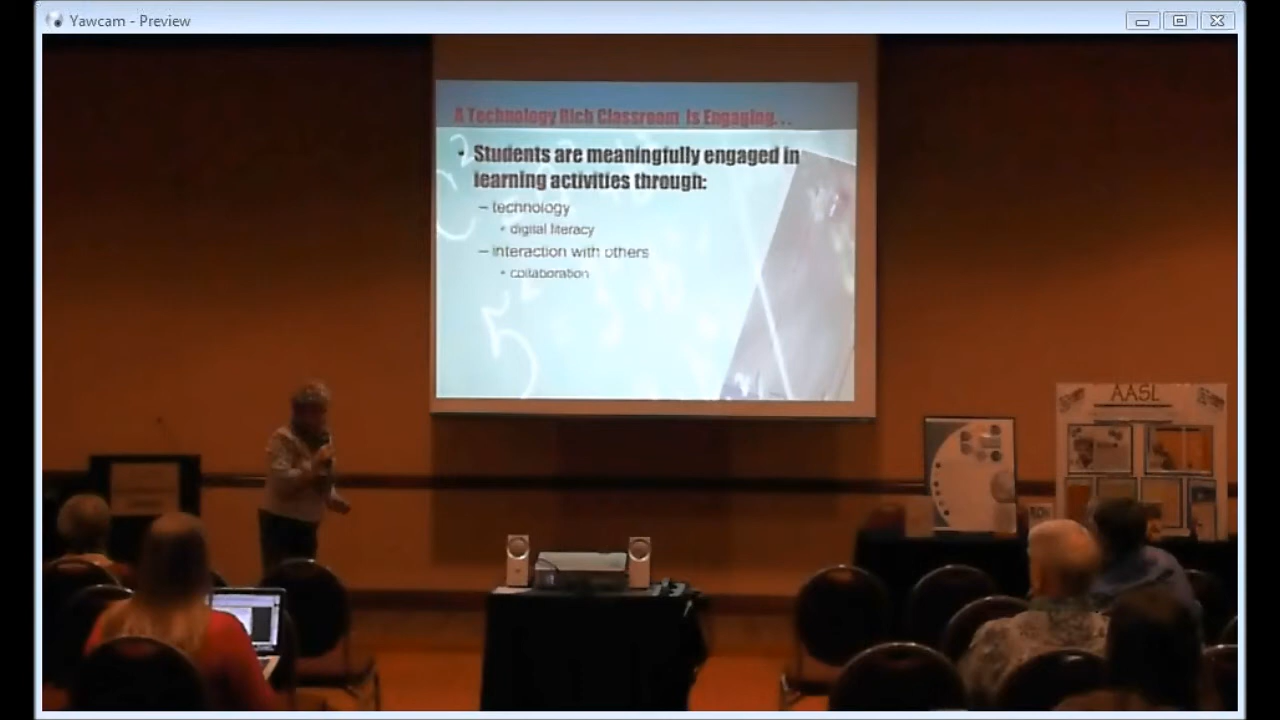 Yawcam - Preview
A Technology Rich Classroom Is Engaging. . .
• Students are meaningfully engaged in
learning activities through:
– technology
• digital literacy
– interaction with others
• collaboration
AASL